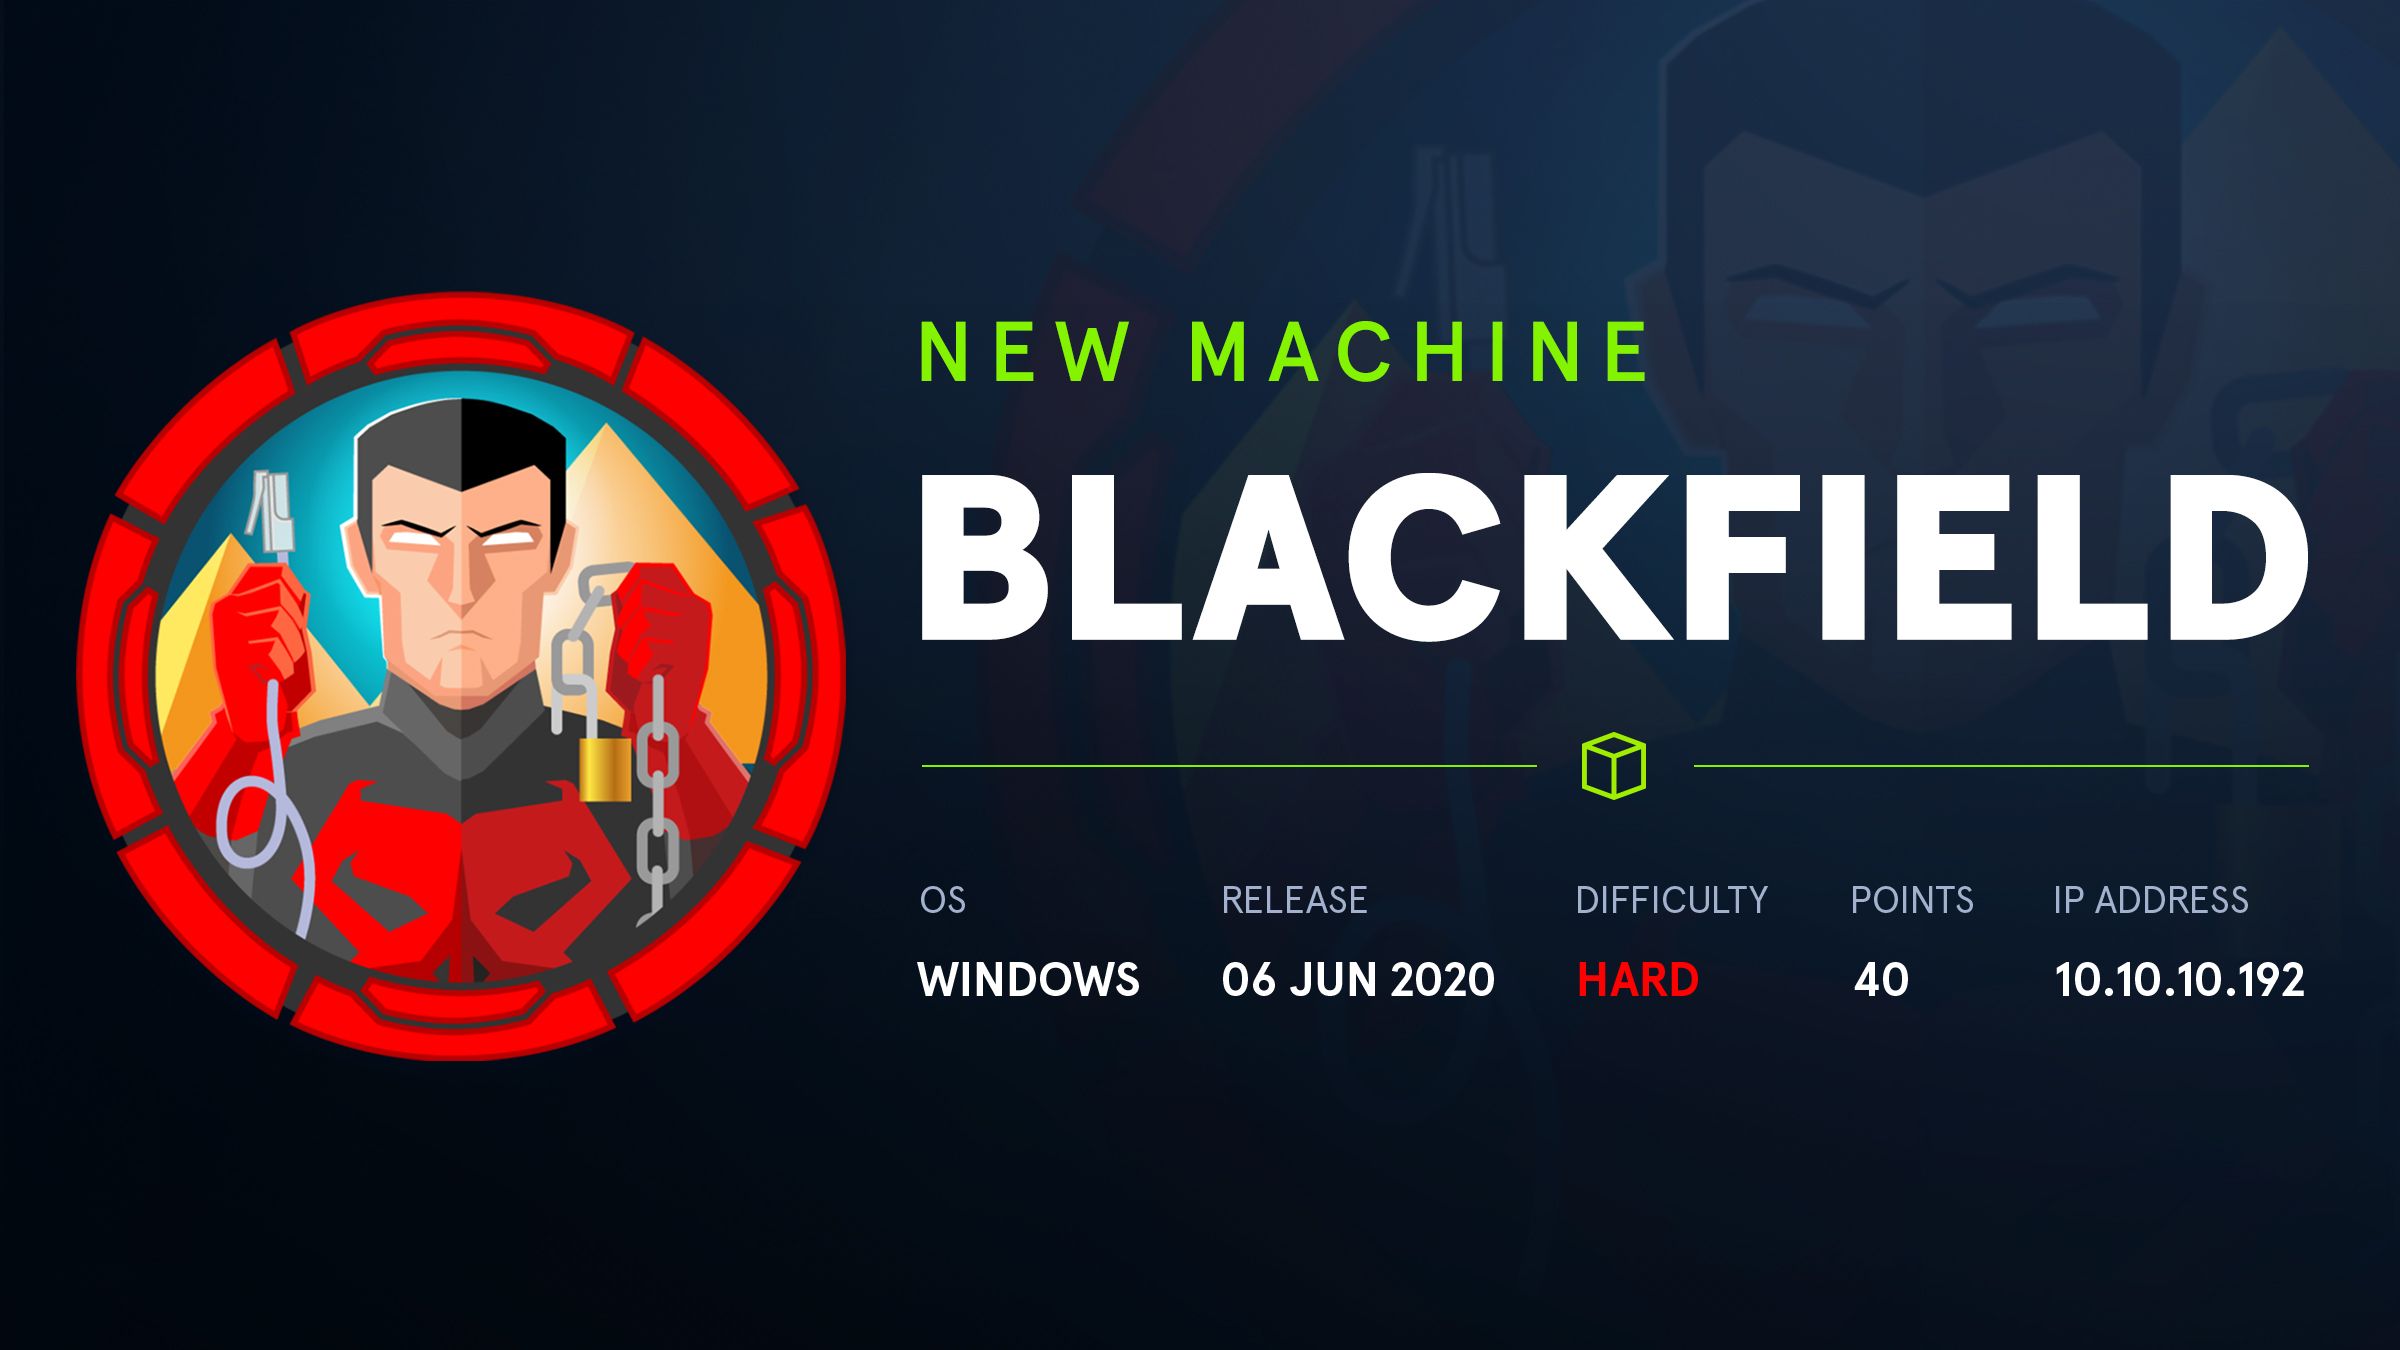 NEW MACHINE
BLACKFIELD
OS RELEASE DIFFICULTY POINTS IP ADDRESS
WINDOWS 06 JUN 2020 HARD 40 10.10.10.192